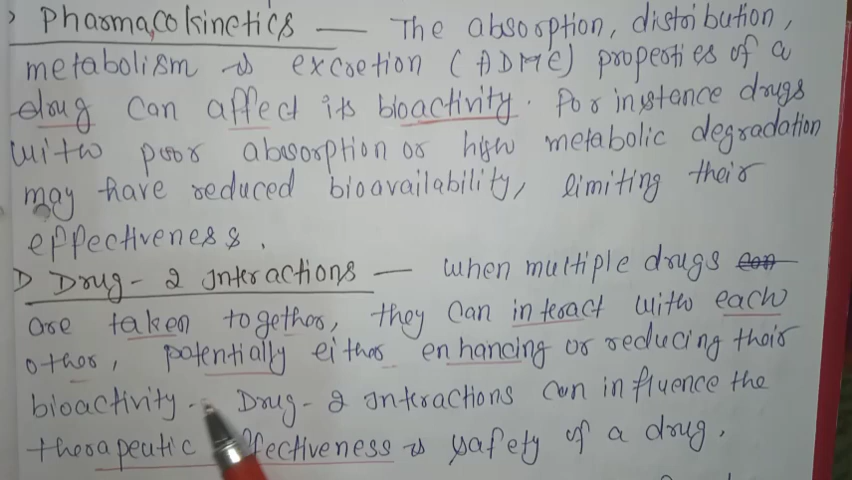 Pharmacokinetics — The absorption, distribution,
metabolism & excretion (ADME) properties of a
drug can affect its bioactivity. For instance drugs
with poor absorption or high metabolic degradation
may have reduced bioavailability, limiting their
effectiveness.
Drug-2 Interactions — when multiple drugs
are taken together, they can interact with each
other, potentially either enhancing or reducing their
bioactivity. Drug-2 Interactions can influence the
therapeutic effectiveness & safety of a drug.